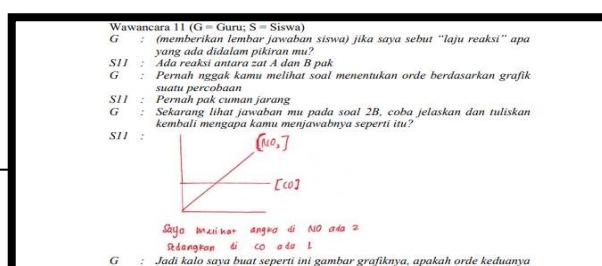 Wawancara 11 (G = Guru; S = Siswa)
G : (memberikan lembar jawaban siswa) jika saya sebut "laju reaksi" apa
yang ada didalam pikiran mu?
S11 : Ada reaksi antara zat A dan B pak
G : Pernah nggak kamu melihat soal menentukan orde berdasarkan grafik
suatu percobaan
S11 : Pernah pak cuman jarang
G : Sekarang lihat jawaban mu pada soal 2B, coba jelaskan dan tuliskan
kembali mengapa kamu menjawabnya seperti itu?
S11 :
[NO₂]
[CO]
Saya melihat angka di NO ada 2
Sedangkan di CO ada 1
G : Jadi kalo saya buat seperti ini gambar grafiknya, apakah orde keduanya